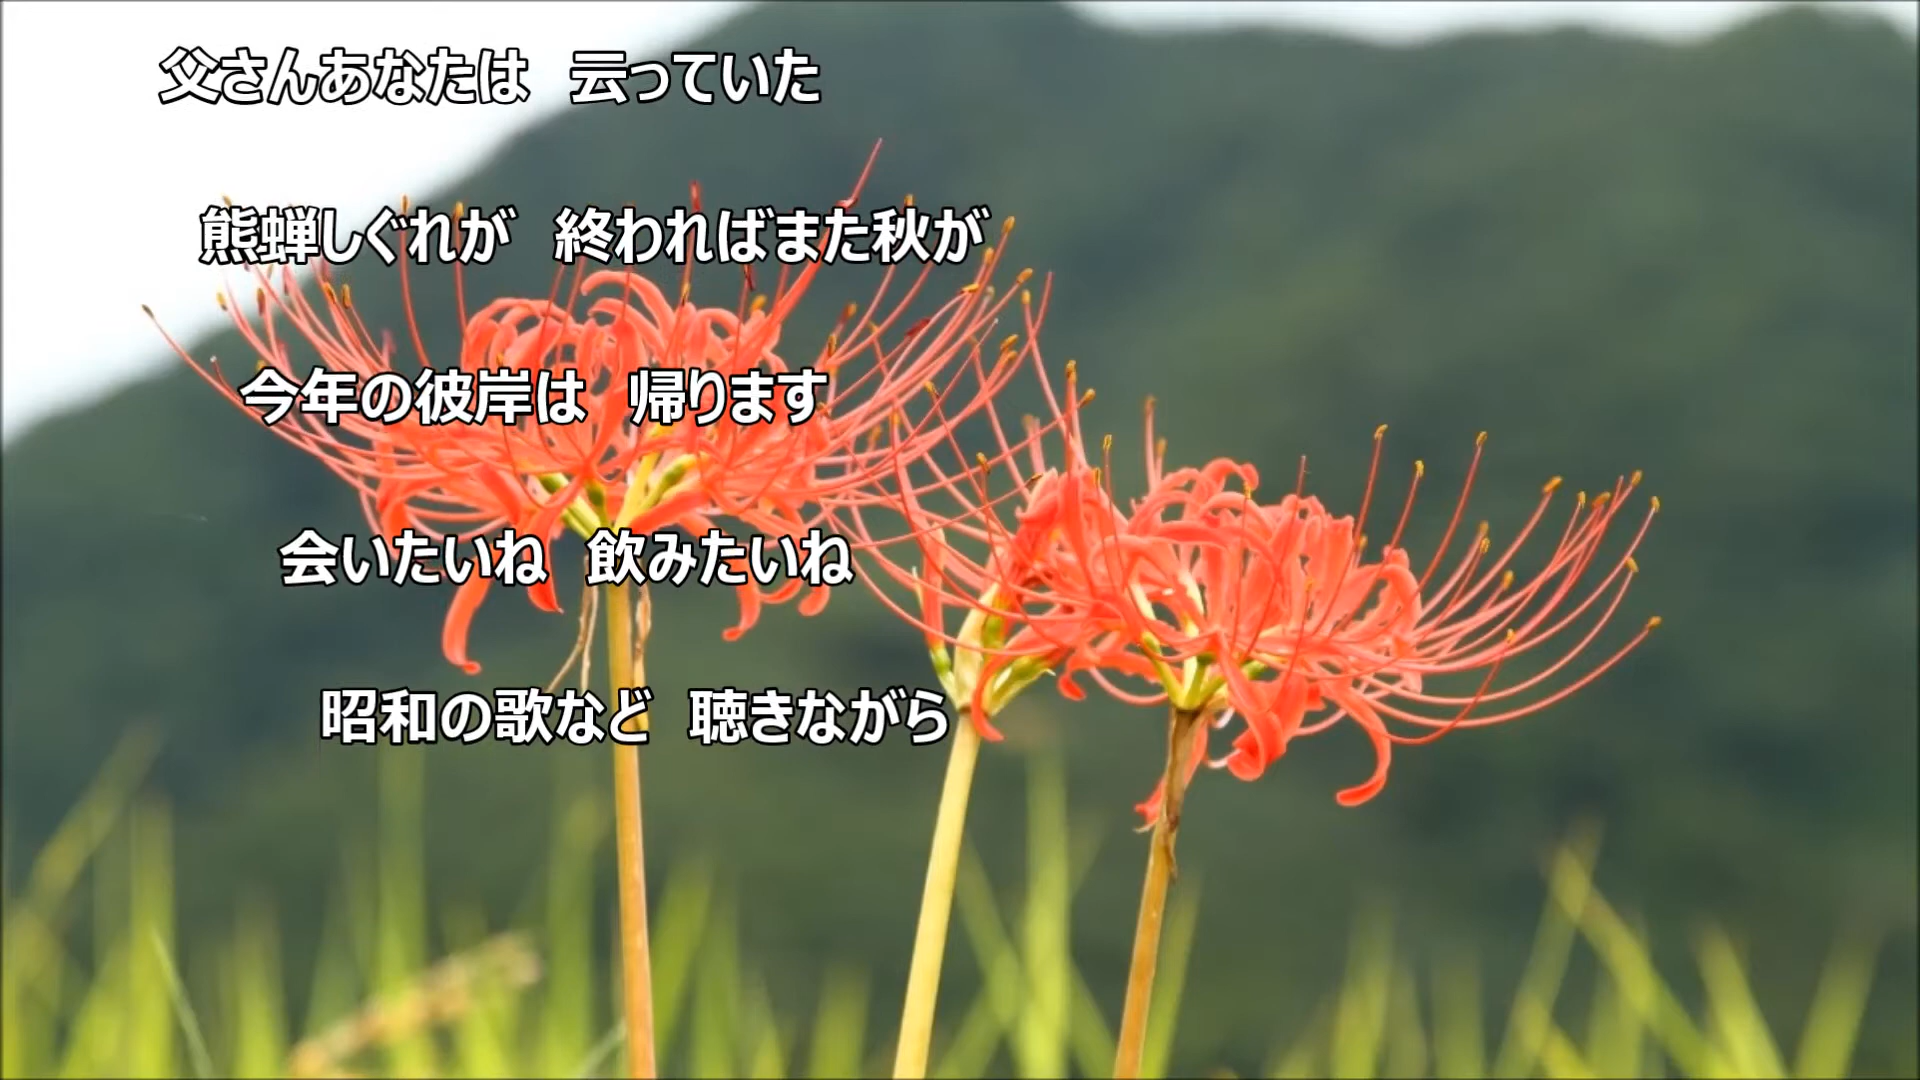 父さんあなたは　云っていた
熊蝉しぐれが　終わればまた秋が
今年の彼岸は　帰ります
会いたいね　飲みたいね
昭和の歌など　聴きながら